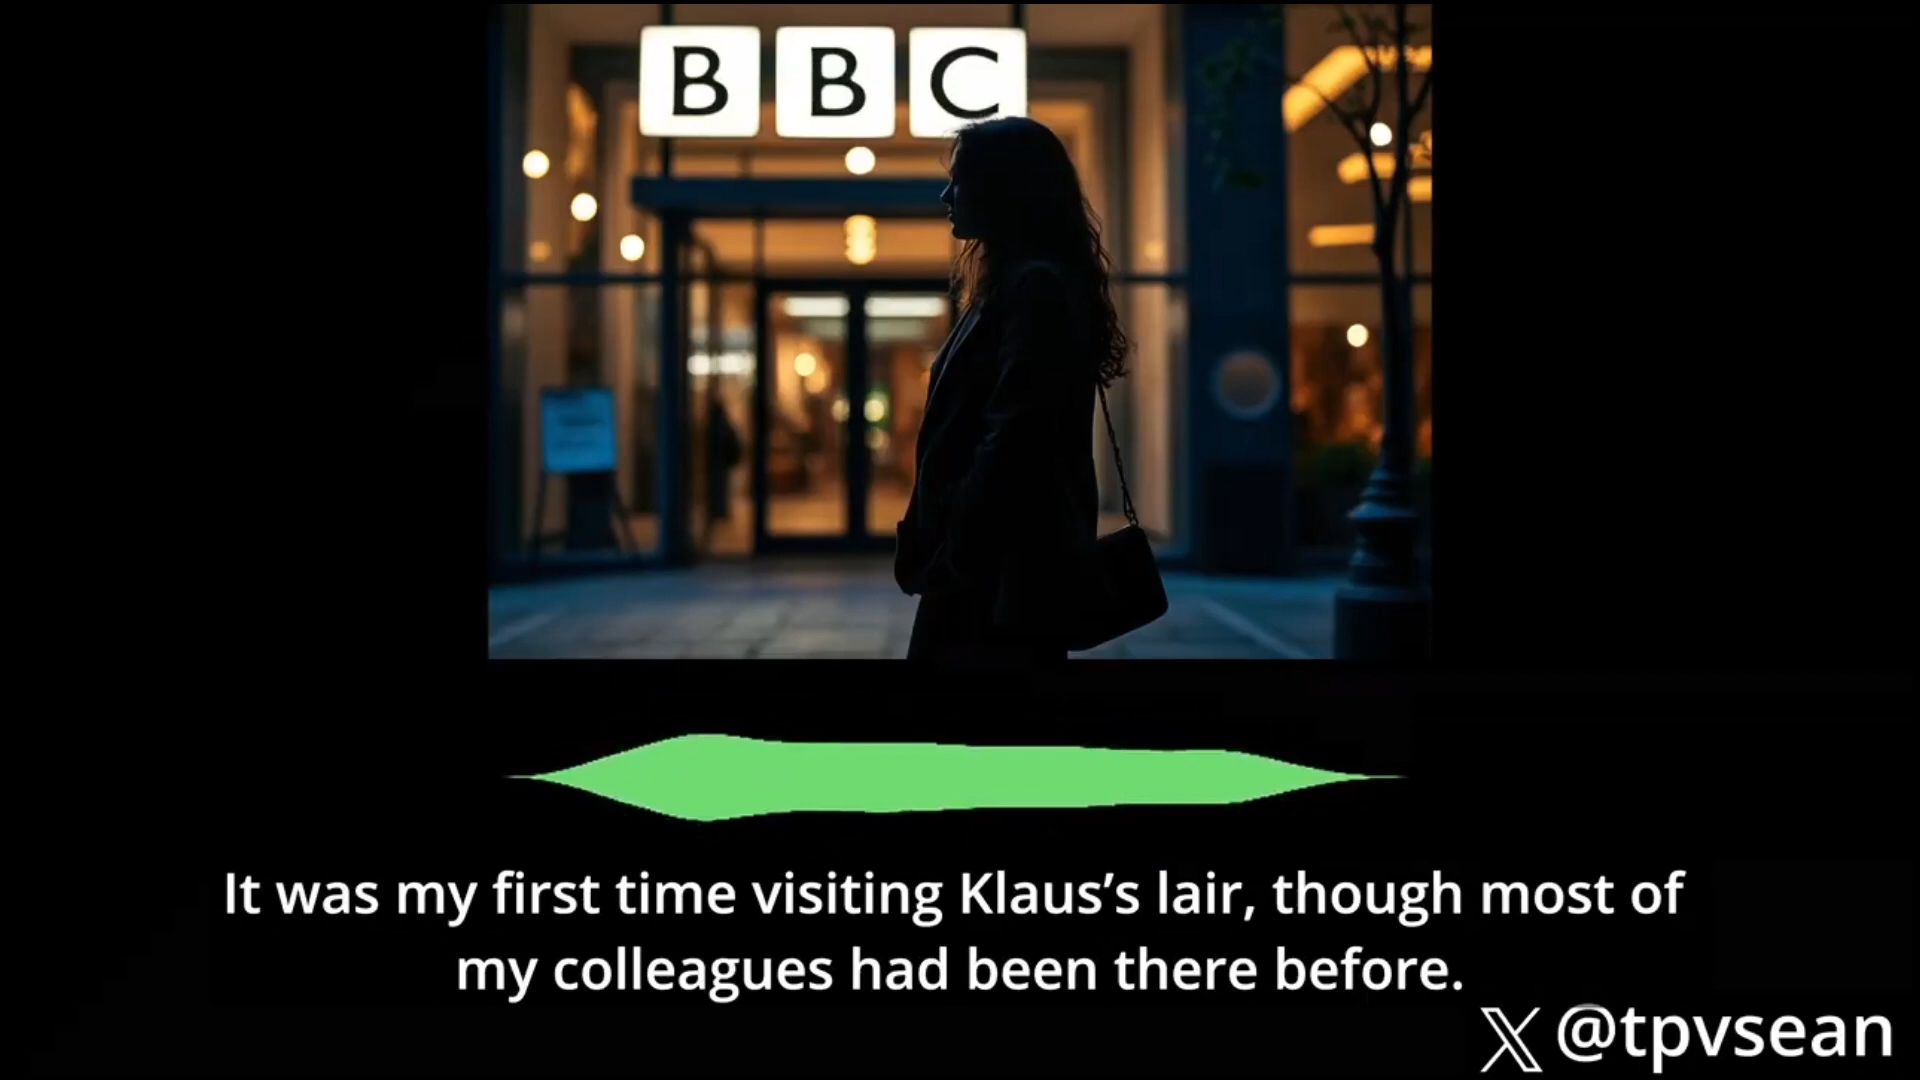 BBC
It was my first time visiting Klaus’s lair, though most of
my colleagues had been there before.
X @tpvsean